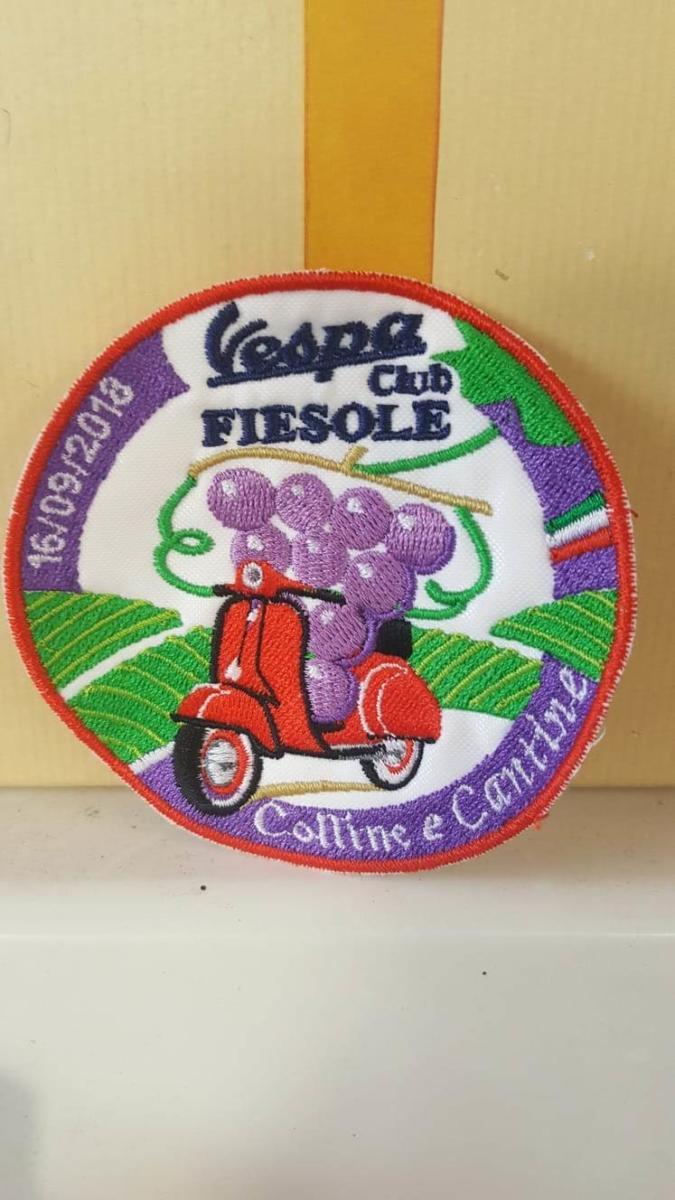 Vespa
Club
FIESOLE
16/09/2018
Colline e Cantine